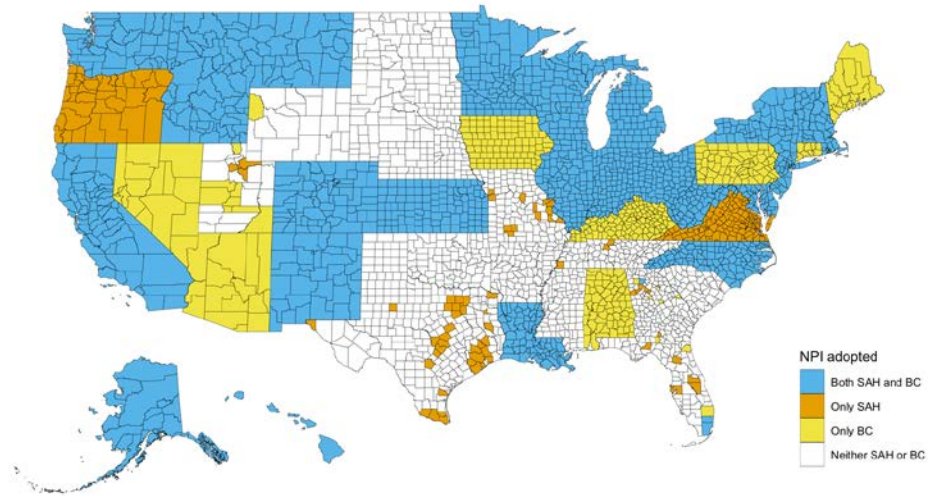 NPI adopted
Both SAH and BC
Only SAH
Only BC
Neither SAH or BC